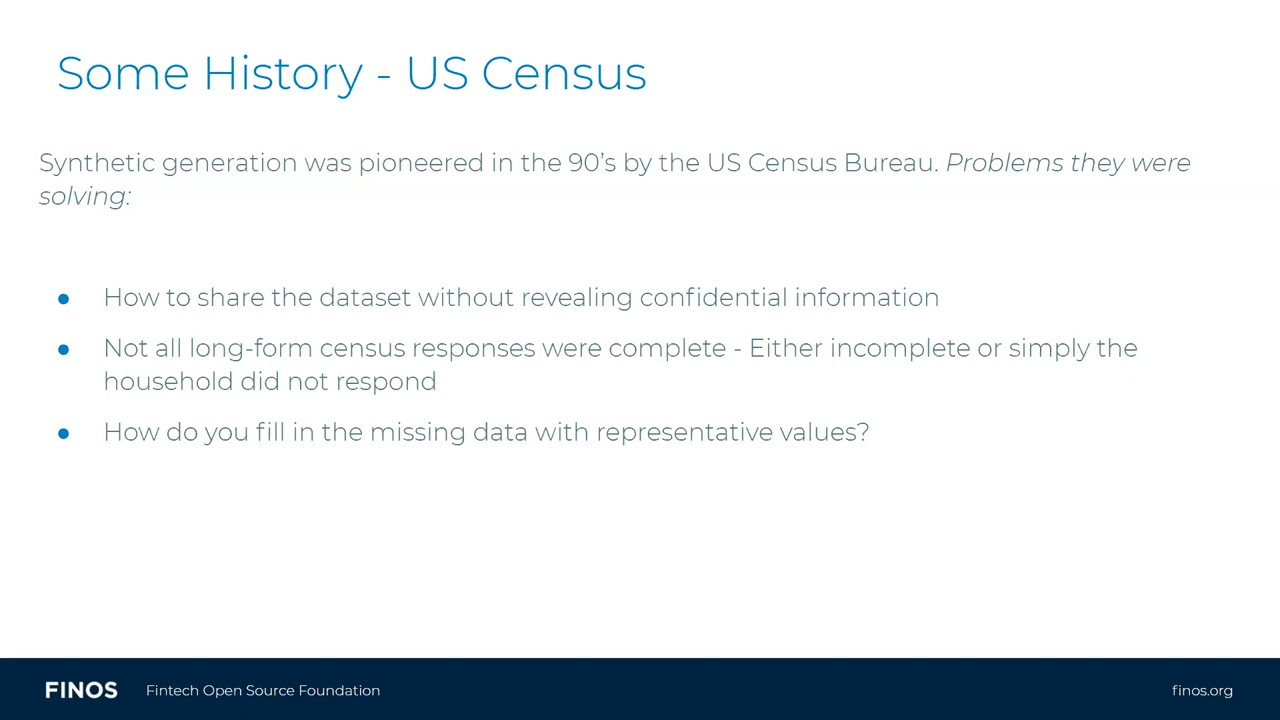 Some History - US Census
Synthetic generation was pioneered in the 90's by the US Census Bureau. Problems they were
solving:
● How to share the dataset without revealing confidential information
● Not all long-form census responses were complete - Either incomplete or simply the
household did not respond
● How do you fill in the missing data with representative values?
FINOS Fintech Open Source Foundation finos.org